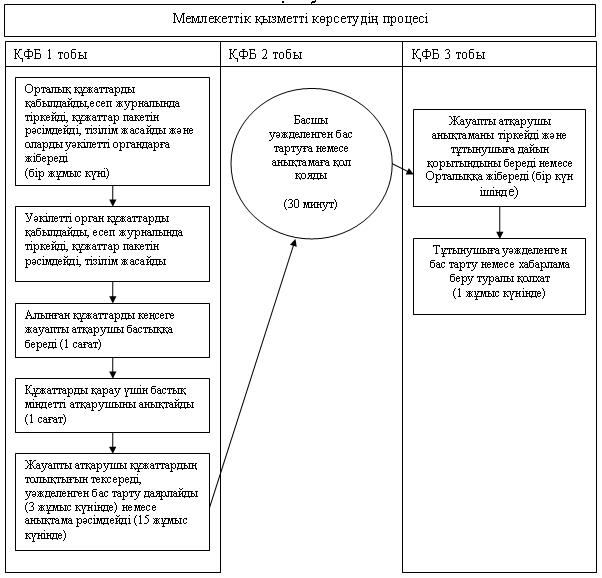 Мемлекеттік қызметті көрсетудің процесі
ҚФБ 1 тобы
ҚФБ 2 тобы
ҚФБ 3 тобы
Орталық құжаттарды
қабылдайды,есеп журналында
тіркейді, құжаттар пакетін
рәсімдейді, тізілім жасайды және
оларды уәкілетті органдарға
жібереді
(бір жұмыс күні)
Уәкілетті орган құжаттарды
қабылдайды, есеп журналында
тіркейді, құжаттар пакетін
рәсімдейді, тізілім жасайды
Алынған құжаттарды кеңсеге
жауапты атқарушы бастыққа
береді (1 сағат)
Құжаттарды қарау үшін бастық
міндетті атқарушыны анықтайды
(1 сағат)
Жауапты атқарушы құжаттардың
толықтығын тексереді,
уәжделенген бас тарту даярлайды
(3 жұмыс күнінде) немесе
анықтама рәсімдейді (15 жұмыс
күнінде)
Басшы
уәжделенген бас
тартуға немесе
анықтамаға қол
қояды
(30 минут)
Жауапты атқарушы
анықтаманы тіркейді және
тұтынушыға дайын
қорытындыны береді немесе
Орталыққа жібереді (бір күн
ішінде)
Тұтынушыға уәжделенген
бас тарту немесе хабарлама
беру туралы қолхат
(1 жұмыс күнінде)